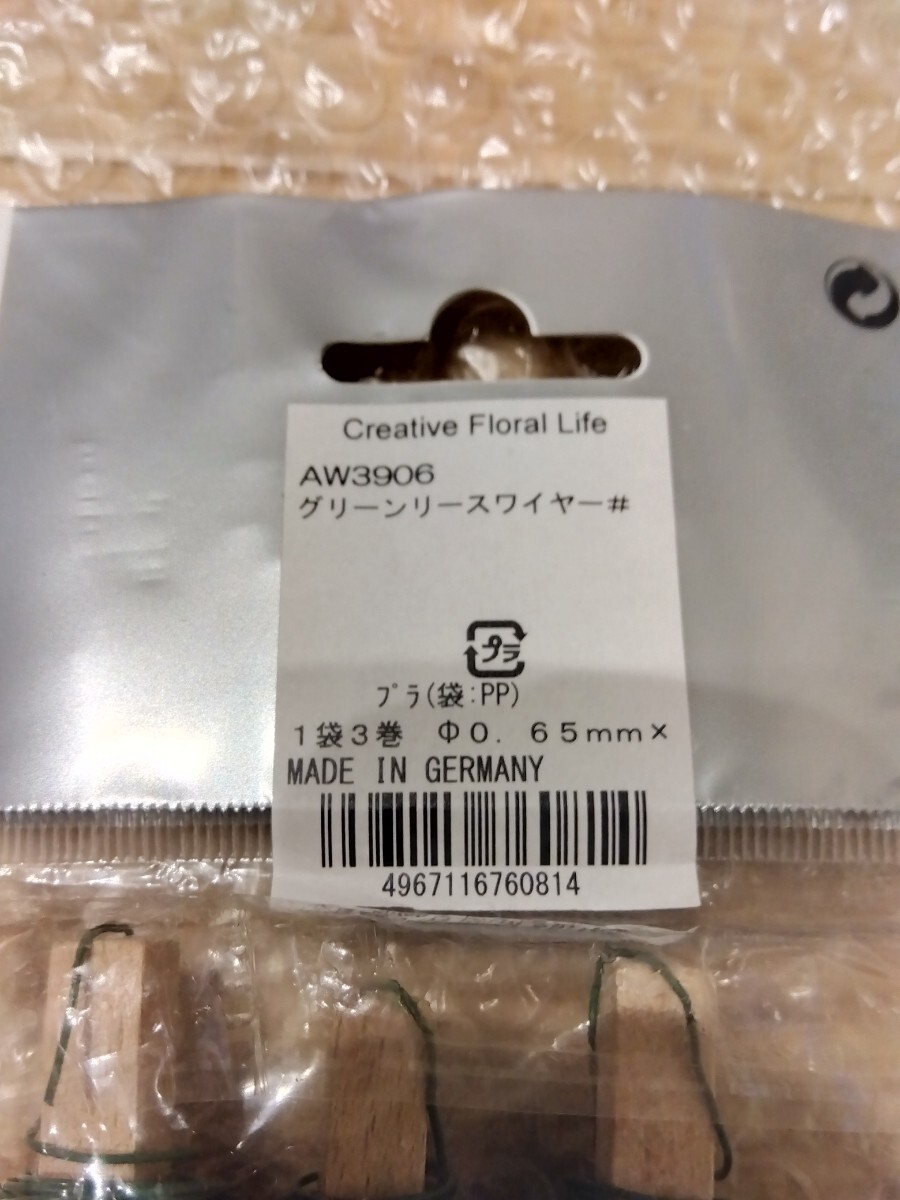 Creative Floral Life
AW3906
グリーンリースワイヤー#
プラ
プラ(袋:PP)
1袋3巻 Φ0.65mm×
MADE IN GERMANY
4967116760814